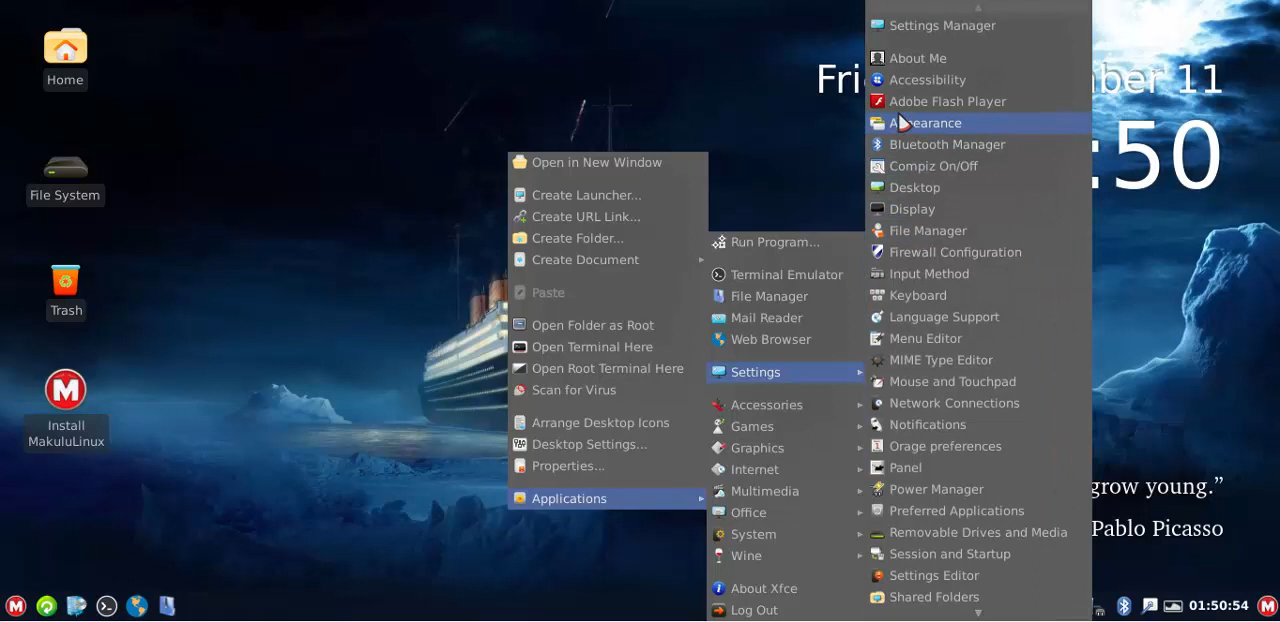 Home
File System
Trash
Install
MakuluLinux
Open in New Window
Create Launcher...
Create URL Link...
Create Folder...
Create Document
Paste
Open Folder as Root
Open Terminal Here
Open Root Terminal Here
Scan for Virus
Arrange Desktop Icons
Desktop Settings...
Properties...
Applications
Run Program...
Terminal Emulator
File Manager
Mail Reader
Web Browser
Settings
Accessories
Games
Graphics
Internet
Multimedia
Office
System
Wine
About Xfce
Log Out
Settings Manager
About Me
Accessibility
Adobe Flash Player
Appearance
Bluetooth Manager
Compiz On/Off
Desktop
Display
File Manager
Firewall Configuration
Input Method
Keyboard
Language Support
Menu Editor
MIME Type Editor
Mouse and Touchpad
Network Connections
Notifications
Orage preferences
Panel
Power Manager
Preferred Applications
Removable Drives and Media
Session and Startup
Settings Editor
Shared Folders
11
:50
grow young.”
Pablo Picasso
01:50:54